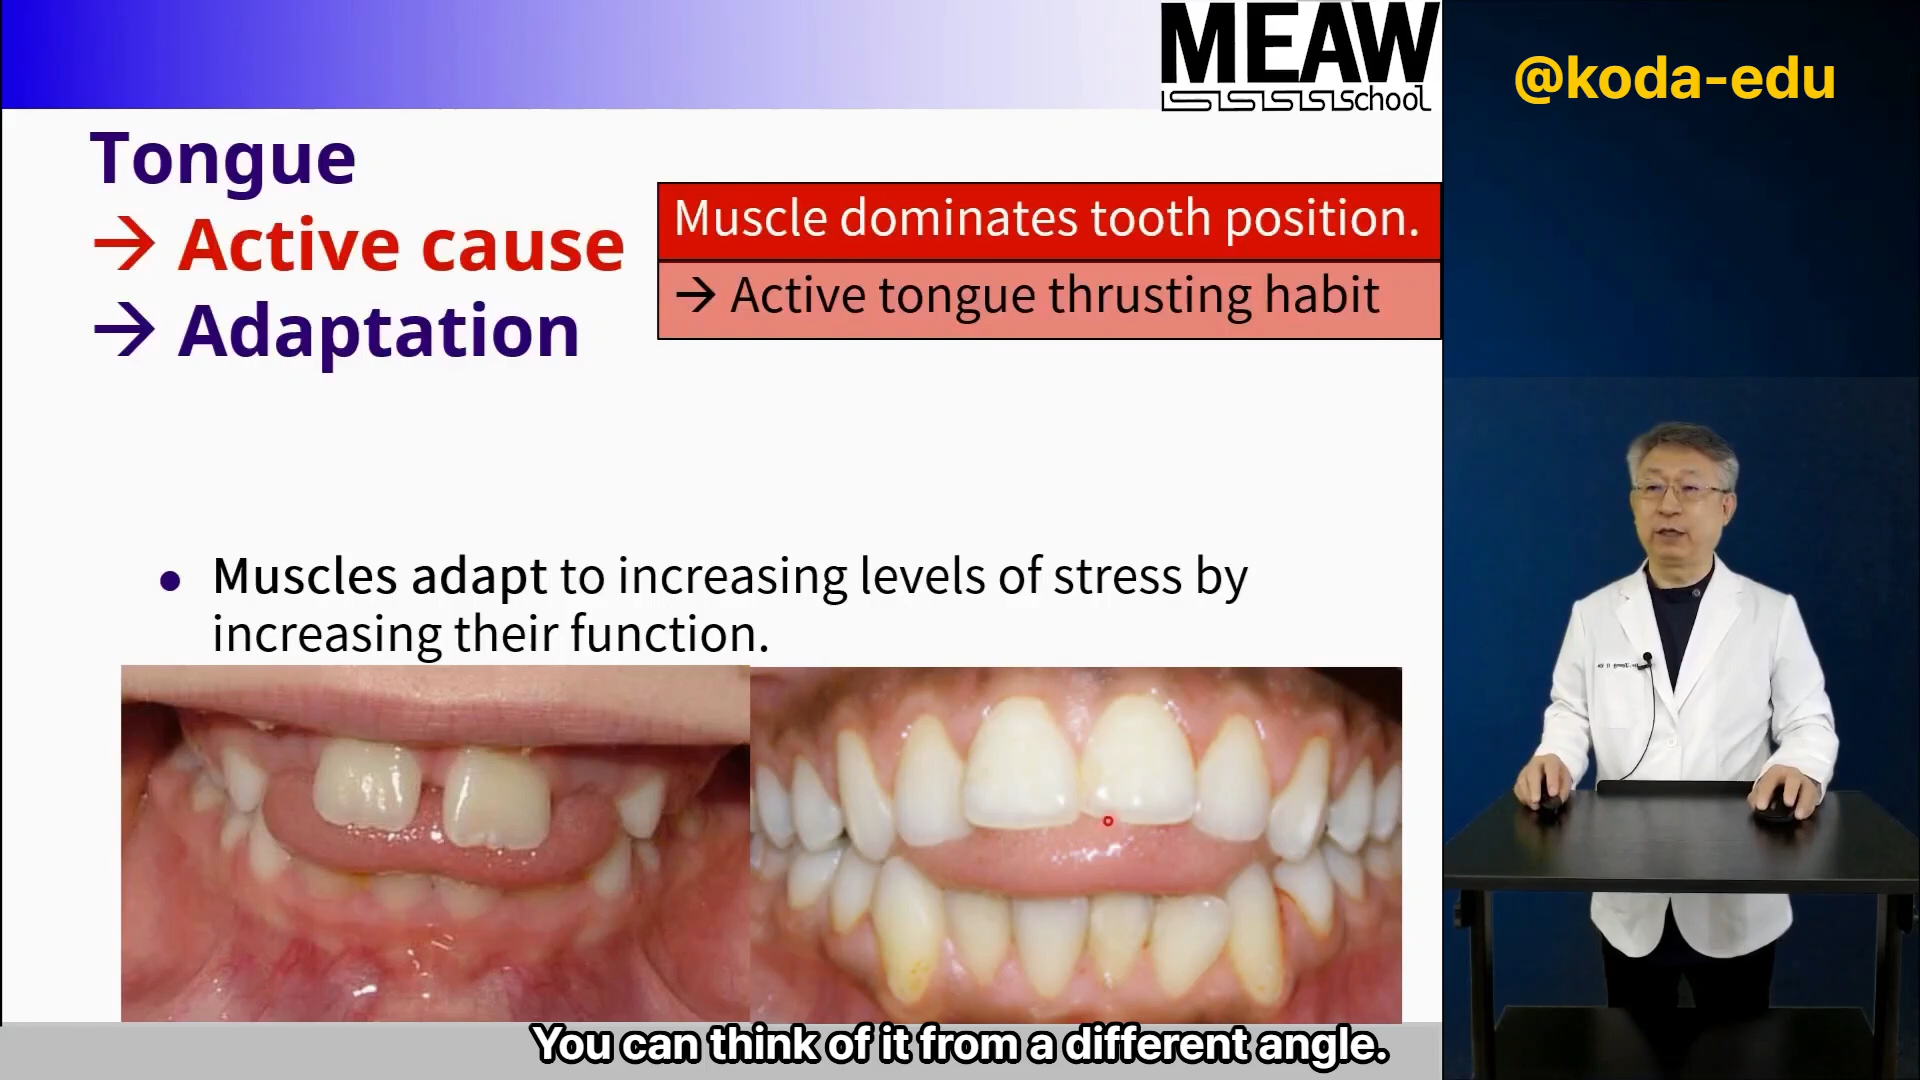 MEAW
school
@koda-edu
Tongue
→ Active cause
→ Adaptation
Muscle dominates tooth position.
→ Active tongue thrusting habit
• Muscles adapt to increasing levels of stress by
increasing their function.
You can think of it from a different angle.